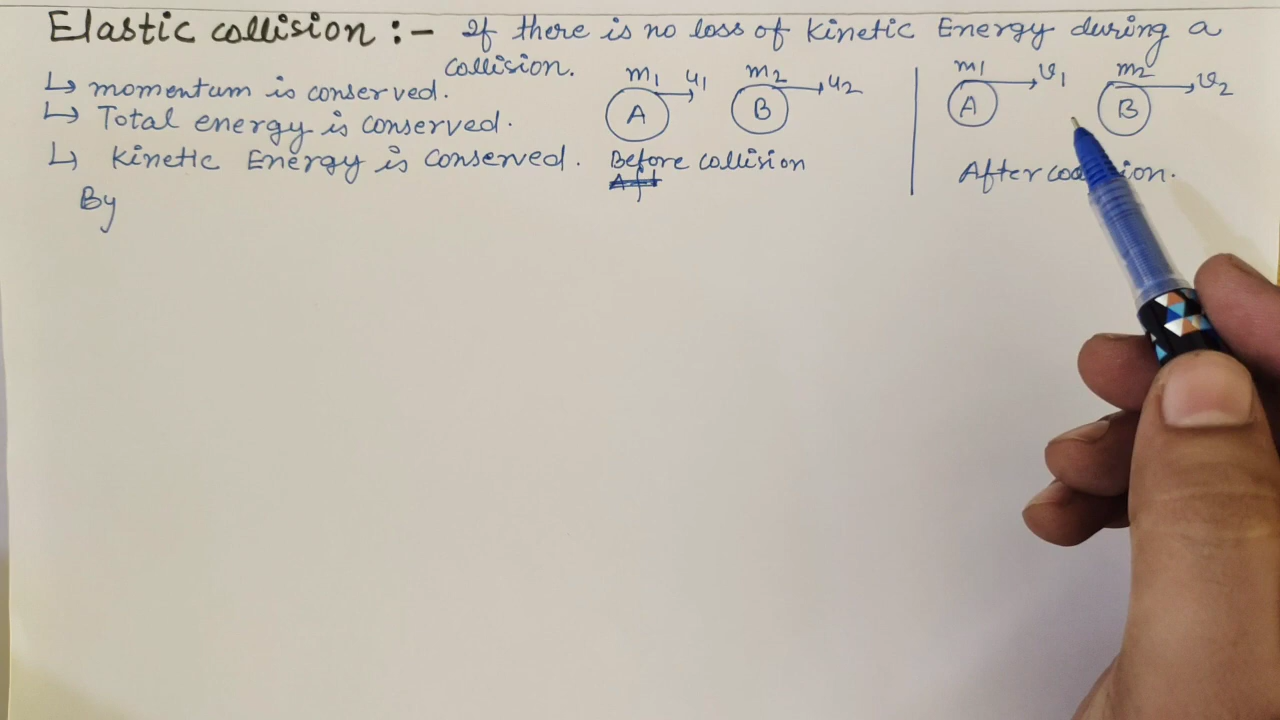 Elastic collision :- If there is no loss of Kinetic Energy during a
collision.
↳ momentum is conserved.
↳ Total energy is conserved.
↳ Kinetic Energy is conserved.
By
m1 u1 m2 u2
A B
Before collision
Aft
m1 v1 m2 v2
A B
After collision.